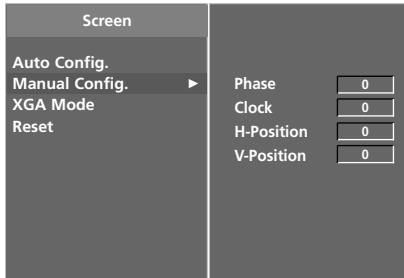 Screen
Auto Config.
Manual Config. ►
XGA Mode
Reset
Phase 0
Clock 0
H-Position 0
V-Position 0